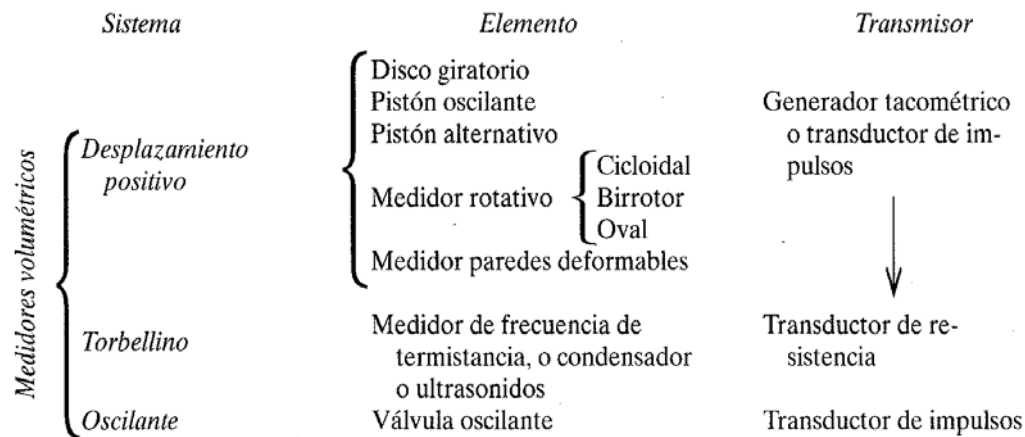 Sistema
Elemento
Transmisor
Medidores volumétricos
Desplazamiento
positivo
Disco giratorio
Pistón oscilante
Pistón alternativo
Medidor rotativo
Cicloidal
Birrotor
Oval
Medidor paredes deformables
Generador tacométrico
o transductor de im-
pulsos
Torbellino
Medidor de frecuencia de
termistancia, o condensador
o ultrasonidos
Transductor de re-
sistencia
Oscilante
Válvula oscilante
Transductor de impulsos